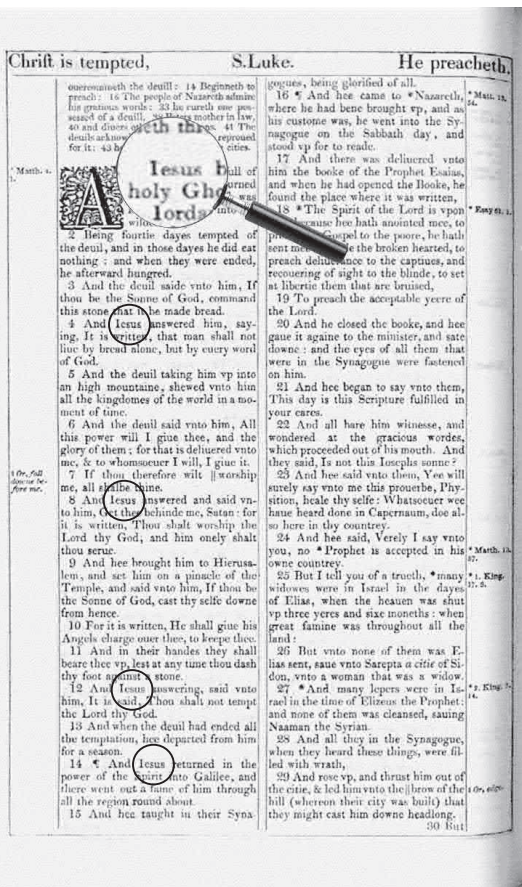 Chriſt is tempted,
S.Luke.
He preacheth.
ouercommeth the deuill: 14 Beginneth to
preach: 16 The people of Nazareth admire
his gracious words: 33 he cureth one pos-
sessed of a deuill, mother in law,
40 and diuers 41 The
deuils acknow reproued
for it: 43 cities.
Iesus
holy Gho
lorda
* Matth. 4.
1.
A
2 Being fourtie dayes tempted of
the deuil, and in those dayes he did eat
nothing: and when they were ended,
he afterward hungred.
3 And the deuil saide vnto him, If
thou be the Sonne of God, command
this stone that it be made bread.
4 And Iesus answered him, say-
ing, It is written, that man shall not
liue by bread alone, but by euery word
of God.
5 And the deuil taking him vp into
an high mountaine, shewed vnto him
all the kingdomes of the world in a mo-
ment of time.
6 And the deuil said vnto him, All
this power will I giue thee, and the
glory of them; for that is deliuered vnto
me, & to whomsoeuer I will, I giue it.
7 If thou therefore wilt ‖ worship
me, all shalbe thine.
8 And Iesus answered and said vn-
to him, Get thee behinde me, Satan: for
it is written, Thou shalt worship the
Lord thy God, and him onely shalt
thou serue.
9 And hee brought him to Hierusa-
lem, and set him on a pinacle of the
Temple, and said vnto him, If thou be
the Sonne of God, cast thy selfe downe
from hence.
10 For it is written, He shall giue his
Angels charge ouer thee, to keepe thee.
11 And in their handes they shall
beare thee vp, lest at any time thou dash
thy foot against a stone.
12 And Iesus answering, said vnto
him, It is said, Thou shalt not tempt
the Lord thy God.
13 And when the deuil had ended all
the temptation, hee departed from him
for a season.
14 ¶ And Iesus returned in the
power of the Spirit into Galilee, and
there went out a fame of him through
all the region round about.
15 And hee taught in their Syna-
‖ Or, fall
downe be-
fore me.
gogues, being glorified of all.
16 ¶ And hee came to *Nazareth,
where he had bene brought vp, and as
his custome was, he went into the Sy-
nagogue on the Sabbath day, and
stood vp for to reade.
17 And there was deliuered vnto
him the booke of the Prophet Esaias,
and when he had opened the Booke, he
found the place where it was written,
18 *The Spirit of the Lord is vpon
because hee hath anointed mee, to
Gospel to the poore, he hath
sent mee the broken hearted, to
preach deliuerance to the captiues, and
recouering of sight to the blinde, to set
at libertie them that are bruised,
19 To preach the acceptable yeere of
the Lord.
20 And he closed the booke, and hee
gaue it againe to the minister, and sate
downe: and the eyes of all them that
were in the Synagogue were fastened
on him.
21 And hee began to say vnto them,
This day is this Scripture fulfilled in
your eares.
22 And all bare him witnesse, and
wondered at the gracious wordes,
which proceeded out of his mouth. And
they said, Is not this Iosephs sonne?
23 And hee said vnto them, Yee will
surely say vnto me this prouerbe, Phy-
sition, heale thy selfe: Whatsoeuer wee
haue heard done in Capernaum, doe al-
so here in thy countrey.
24 And hee said, Verely I say vnto
you, no *Prophet is accepted in his
owne countrey.
25 But I tell you of a trueth, *many
widowes were in Israel in the dayes
of Elias, when the heauen was shut
vp three yeres and sixe moneths: when
great famine was throughout all the
land:
26 But vnto none of them was E-
lias sent, saue vnto Sarepta a citie of Si-
don, vnto a woman that was a widow.
27 *And many lepers were in Is-
rael in the time of Elizeus the Prophet:
and none of them was cleansed, sauing
Naaman the Syrian.
28 And all they in the Synagogue,
when they heard these things, were fil-
led with wrath,
29 And rose vp, and thrust him out of
the citie, & led him vnto the ‖ brow of the
hill (whereon their city was built) that
they might cast him downe headlong.
30 But
* Matt. 13.
54.
* Esay 61. 1.
* Matth. 13.
57.
* 1. King.
17. 9.
* 2. King. 5.
14.
‖ Or, edge.